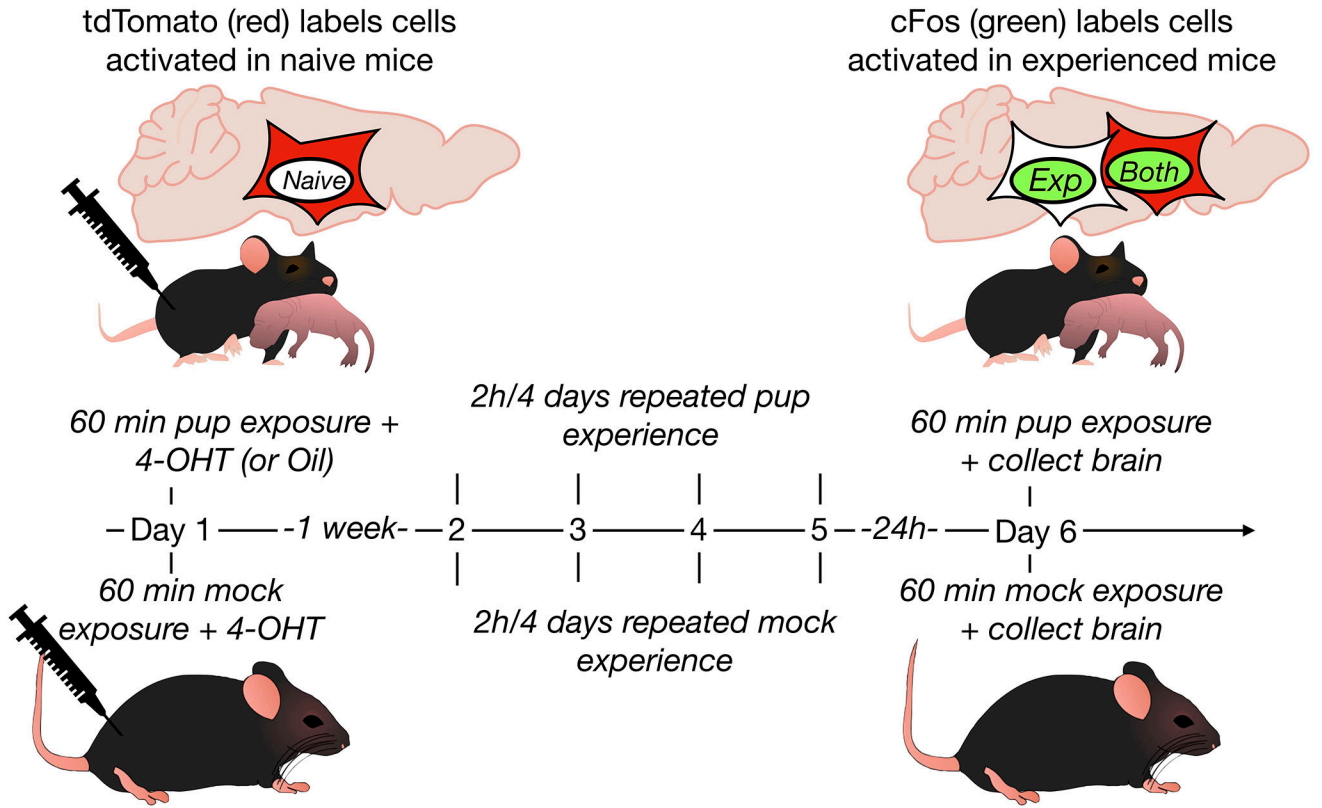 tdTomato (red) labels cells
activated in naive mice
cFos (green) labels cells
activated in experienced mice
Naive
Exp
Both
60 min pup exposure +
4-OHT (or Oil)
2h/4 days repeated pup
experience
60 min pup exposure
+ collect brain
Day 1 -1 week- 2 3 4 5 -24h- Day 6
60 min mock
exposure + 4-OHT
2h/4 days repeated mock
experience
60 min mock exposure
+ collect brain